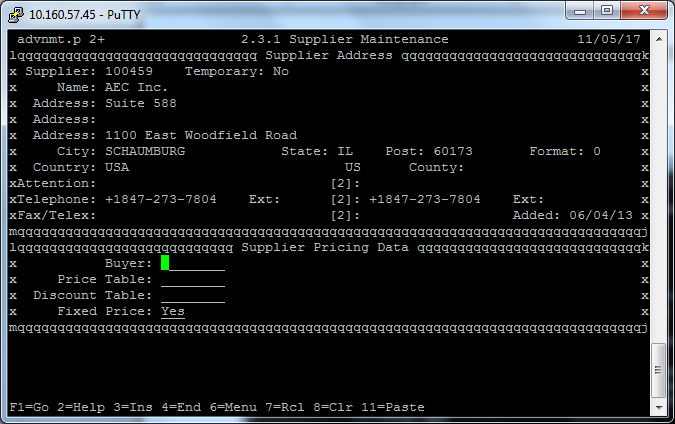 10.160.57.45 - PuTTY
advnmt.p 2+ 2.3.1 Supplier Maintenance 11/05/17
lqqqqqqqqqqqqqqqqqqqqqqqqqqqqqq Supplier Address qqqqqqqqqqqqqqqqqqqqqqqqqqqqqqk
x Supplier: 100459 Temporary: No x
x Name: AEC Inc. x
x Address: Suite 588 x
x Address: x
x Address: 1100 East Woodfield Road x
x City: SCHAUMBURG State: IL Post: 60173 Format: 0 x
x Country: USA US County: x
xAttention: [2]: x
xTelephone: +1847-273-7804 Ext: [2]: +1847-273-7804 Ext: x
xFax/Telex: [2]: Added: 06/04/13 x
mqqqqqqqqqqqqqqqqqqqqqqqqqqqqqqqqqqqqqqqqqqqqqqqqqqqqqqqqqqqqqqqqqqqqqqqqqqqqqqj
lqqqqqqqqqqqqqqqqqqqqqqqqqqq Supplier Pricing Data qqqqqqqqqqqqqqqqqqqqqqqqqqqqk
x Buyer: ________ x
x Price Table: ________ x
x Discount Table: ________ x
x Fixed Price: Yes x
mqqqqqqqqqqqqqqqqqqqqqqqqqqqqqqqqqqqqqqqqqqqqqqqqqqqqqqqqqqqqqqqqqqqqqqqqqqqqqqj
F1=Go 2=Help 3=Ins 4=End 6=Menu 7=Rcl 8=Clr 11=Paste